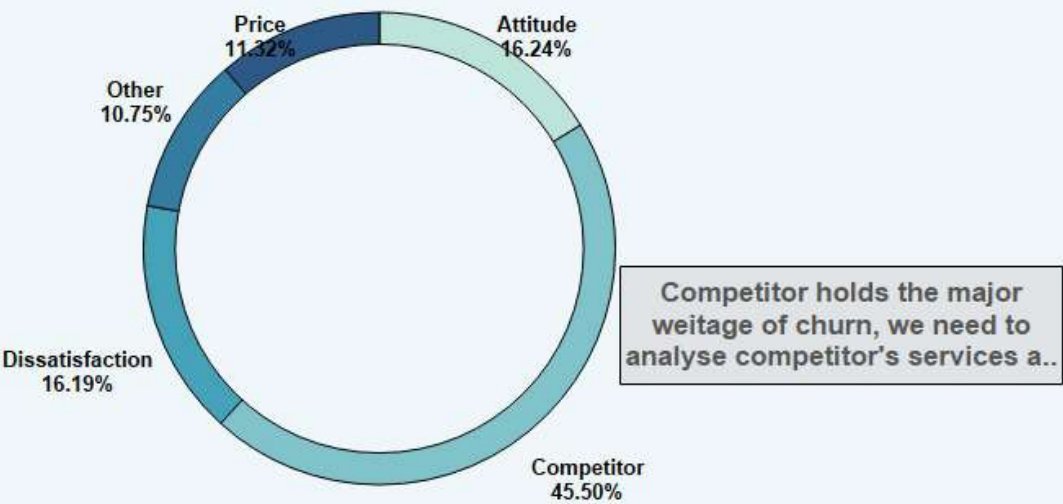 Price
11.32%
Attitude
16.24%
Other
10.75%
Competitor holds the major
weitage of churn, we need to
analyse competitor's services a..
Dissatisfaction
16.19%
Competitor
45.50%